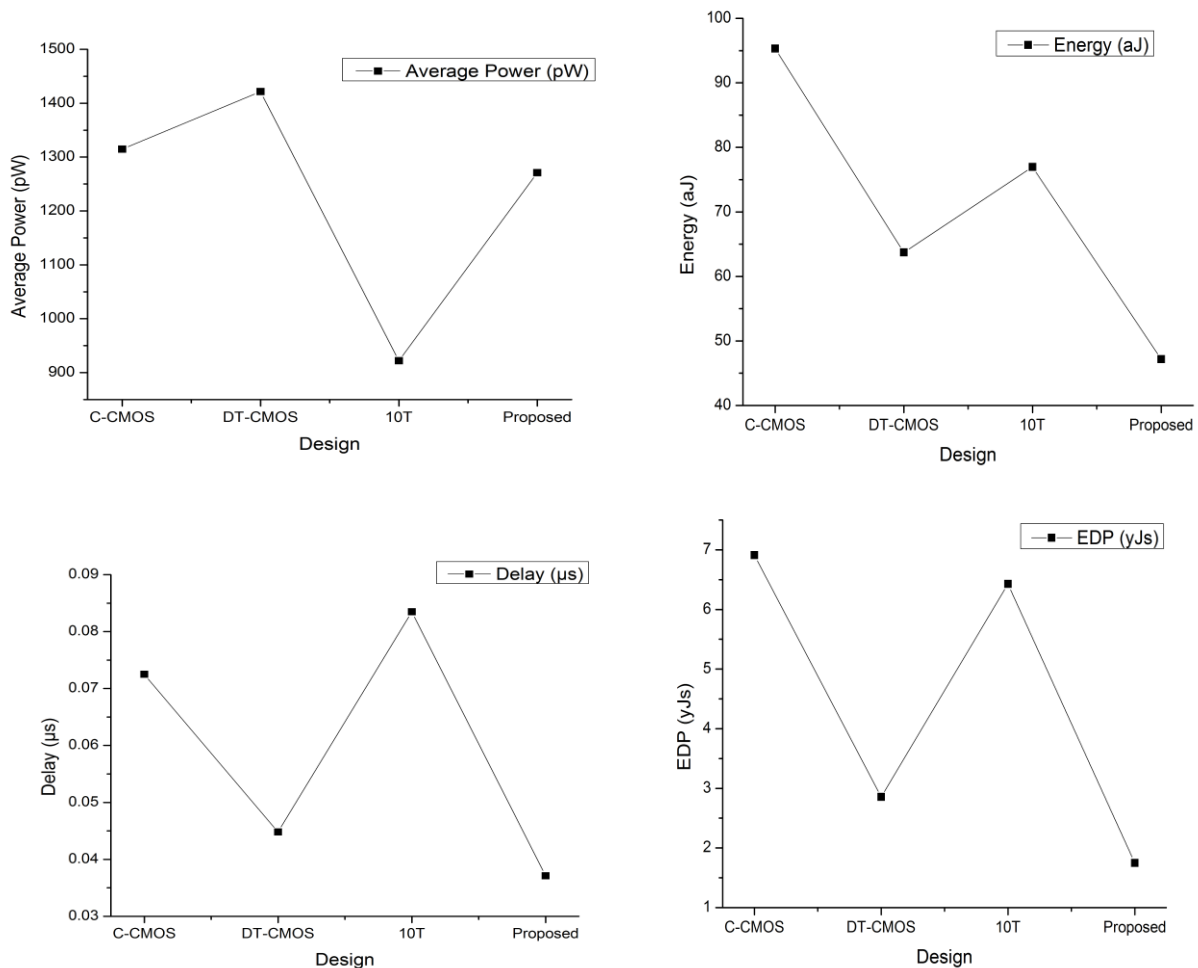 Average Power (pW)
1500
1400
1300
1200
1100
1000
900
Average Power (pW)
C-CMOS DT-CMOS 10T Proposed
Design
Energy (aJ)
100
90
80
70
60
50
40
Energy (aJ)
C-CMOS DT-CMOS 10T Proposed
Design
Delay (µs)
0.09
0.08
0.07
0.06
0.05
0.04
0.03
Delay (µs)
C-CMOS DT-CMOS 10T Proposed
Design
EDP (yJs)
7
6
5
4
3
2
1
EDP (yJs)
C-CMOS DT-CMOS 10T Proposed
Design